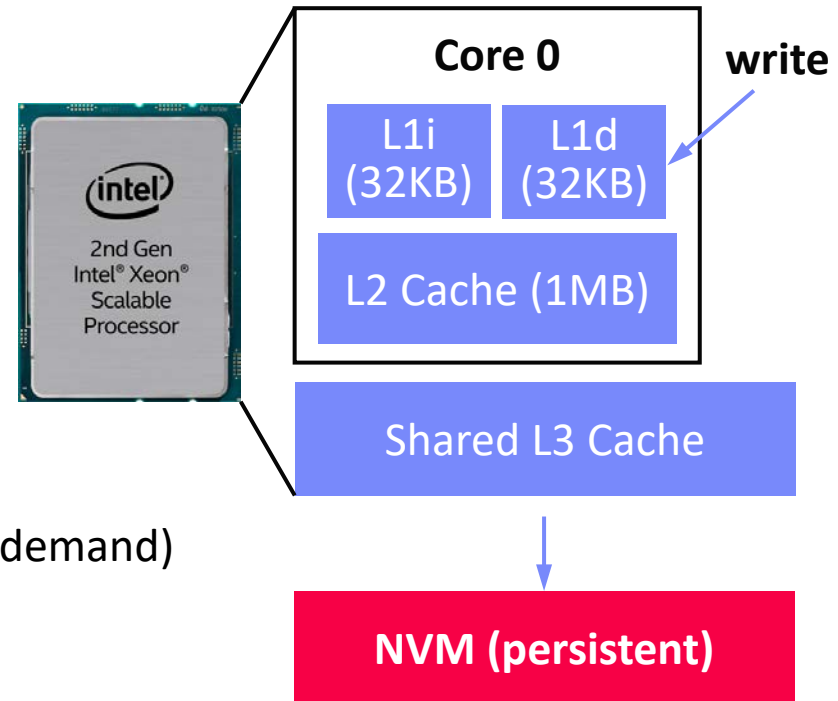 Core 0
write
L1i
(32KB)
L1d
(32KB)
L2 Cache (1MB)
intel
2nd Gen
Intel® Xeon®
Scalable
Processor
Shared L3 Cache
demand)
NVM (persistent)